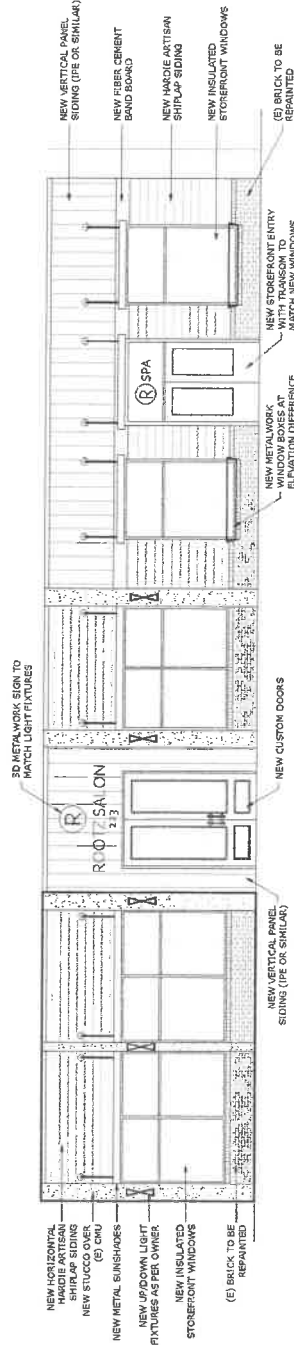 3D METALWORK SIGN TO
MATCH LIGHT FIXTURES
NEW HORIZONTAL
HARDIE ARTISAN
SHIPLAP SIDING
NEW STUCCO OVER
(E) CMU
NEW METAL SUNSHADES
NEW UP/DOWN LIGHT
FIXTURES AS PER OWNER
NEW INSULATED
STOREFRONT WINDOWS
(E) BRICK TO BE
REPAINTED
R
ROOTZ SALON
R SPA
NEW VERTICAL PANEL
SIDING (IPE OR SIMILAR)
NEW CUSTOM DOORS
NEW METALWORK
WINDOW BOXES AT
ELEVATION DIFFERENCE
NEW STOREFRONT ENTRY
WITH TRANSOM TO
MATCH NEW WINDOWS
NEW VERTICAL PANEL
SIDING (IPE OR SIMILAR)
NEW FIBER CEMENT
BAND BOARD
NEW HARDIE ARTISAN
SHIPLAP SIDING
NEW INSULATED
STOREFRONT WINDOWS
(E) BRICK TO BE
REPAINTED